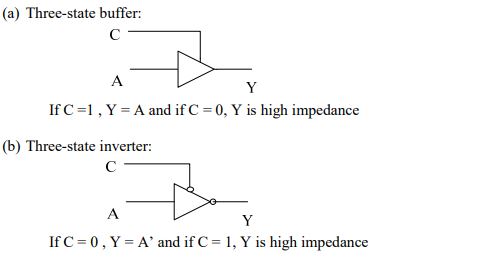 (a) Three-state buffer:
C
A
Y
If C =1 , Y = A and if C = 0, Y is high impedance
(b) Three-state inverter:
C
A
Y
If C = 0 , Y = A’ and if C = 1, Y is high impedance